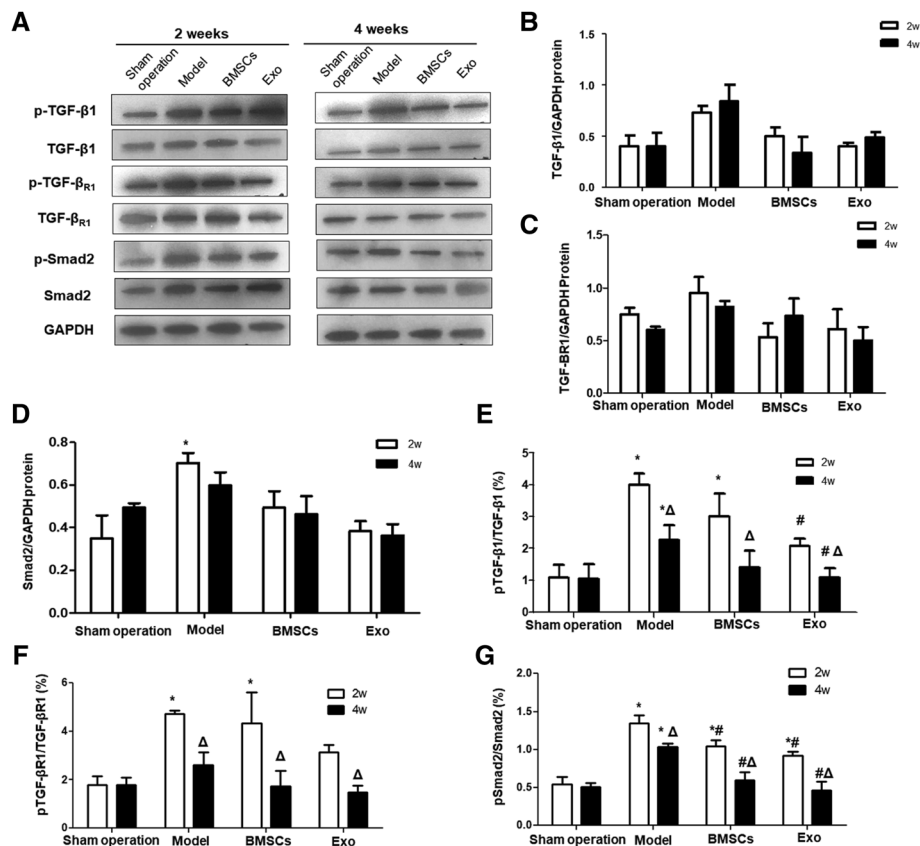 A
2 weeks
4 weeks
Sham operation
Model
BMSCs
Exo
Sham operation
Model
BMSCs
Exo
p-TGF-β1
TGF-β1
p-TGF-βR1
TGF-βR1
p-Smad2
Smad2
GAPDH
B
TGF-β1/GAPDH protein
1.5
1.0
0.5
0.0
2w
4w
Sham operation Model BMSCs Exo
C
TGF-BR1/GAPDH Protein
1.5
1.0
0.5
0.0
2w
4w
Sham operation Model BMSCs Exo
D
Smad2/GAPDH protein
0.8
0.6
0.4
0.2
0.0
*
2w
4w
Sham operation Model BMSCs Exo
E
pTGF-β1/TGF-β1 (%)
5
4
3
2
1
0
* *Δ * Δ # # Δ
2w
4w
Sham operation Model BMSCs Exo
F
pTGF-βR1/TGF-βR1 (%)
6
4
2
0
* Δ * Δ Δ
2w
4w
Sham operation Model BMSCs Exo
G
pSmad2/Smad2 (%)
2.0
1.5
1.0
0.5
0.0
* * Δ *# #Δ *# #Δ
2w
4w
Sham operation Model BMSCs Exo